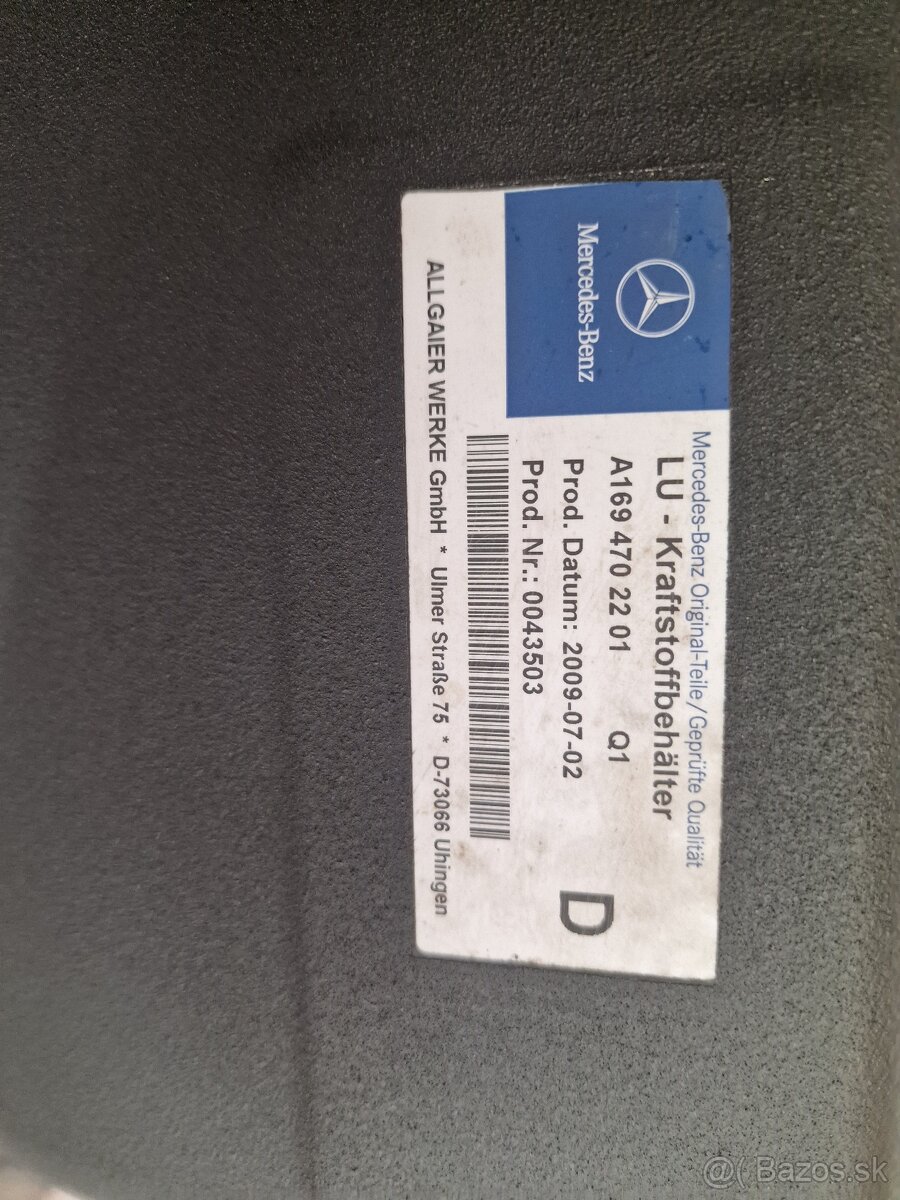 Mercedes-Benz
Mercedes-Benz Original-Teile/Geprüfte Qualität
LU - Kraftstoffbehälter
A169 470 22 01 Q1
Prod. Datum: 2009-07-02
Prod. Nr.: 0043503
D
ALLGAIER WERKE GmbH * Ulmer Straße 75 * D-73066 Uhingen
@( Bazos.sk